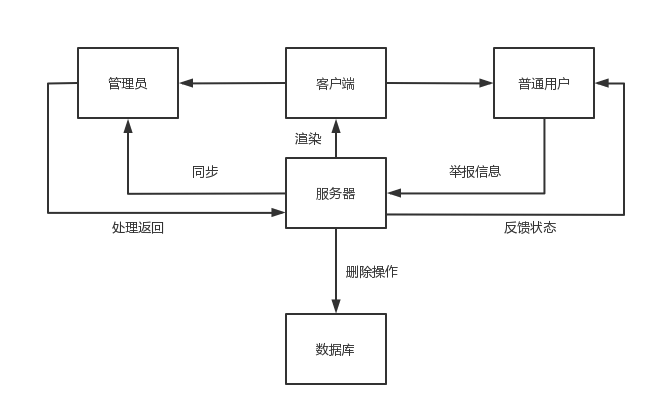 管理员
客户端
普通用户
渲染
同步
举报信息
服务器
处理返回
反馈状态
删除操作
数据库